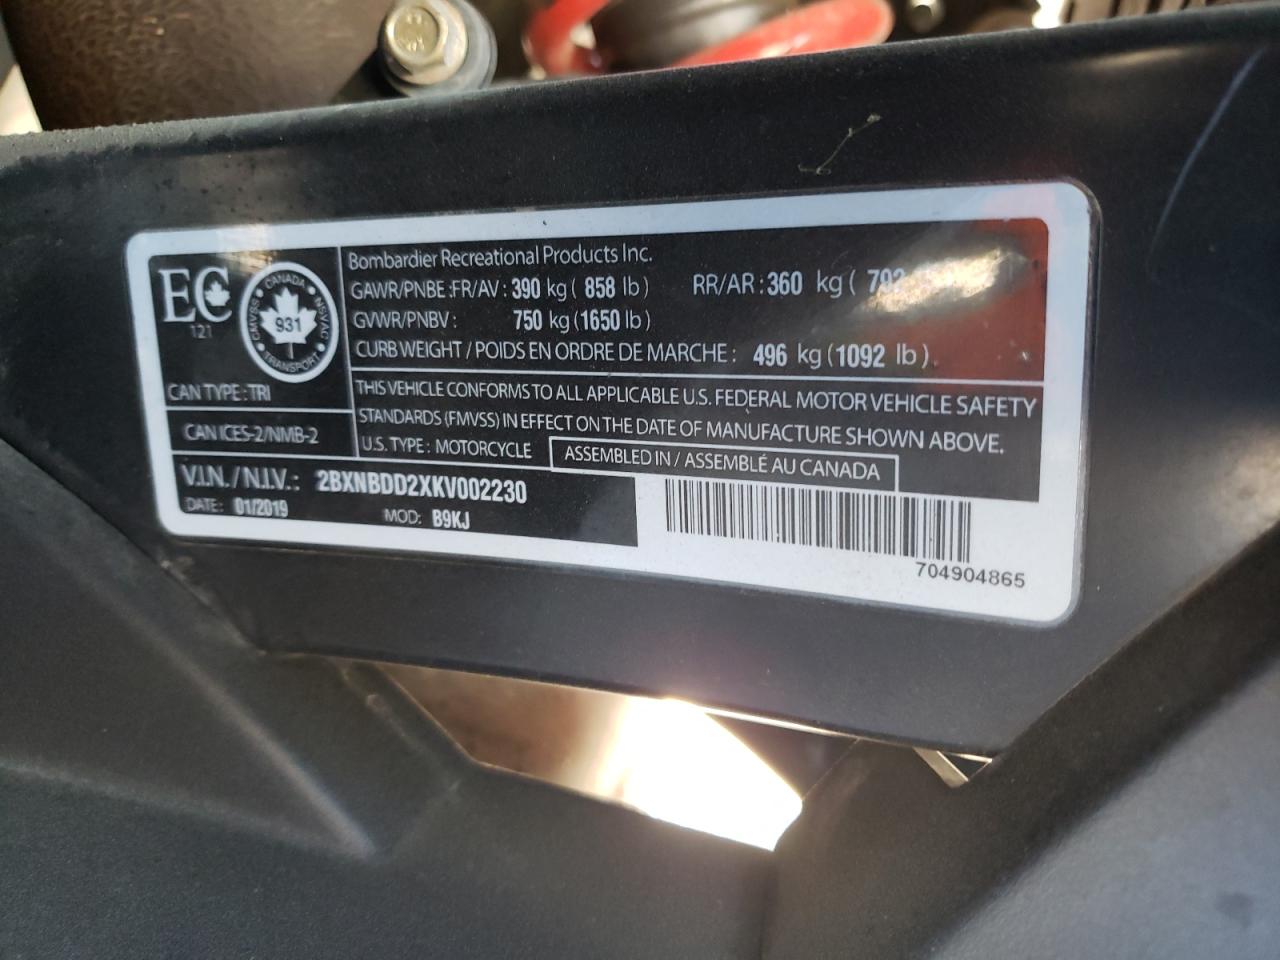 EC
121
CANADA
CMVSS
931
NSVAC
TRANSPORT
CAN TYPE : TRI
CAN ICES-2/NMB-2
Bombardier Recreational Products Inc.
GAWR/PNBE :FR/AV : 390 kg ( 858 lb ) RR/AR : 360 kg (
GVWR/PNBV : 750 kg (1650 lb )
CURB WEIGHT / POIDS EN ORDRE DE MARCHE : 496 kg (1092 lb ).
THIS VEHICLE CONFORMS TO ALL APPLICABLE U.S. FEDERAL MOTOR VEHICLE SAFETY
STANDARDS (FMVSS) IN EFFECT ON THE DATE OF MANUFACTURE SHOWN ABOVE.
U.S. TYPE : MOTORCYCLE ASSEMBLED IN / ASSEMBLÉ AU CANADA
V.I.N. / N.I.V.: 2BXNBDD2XKV002230
DATE: 01/2019 MOD: B9KJ
704904865